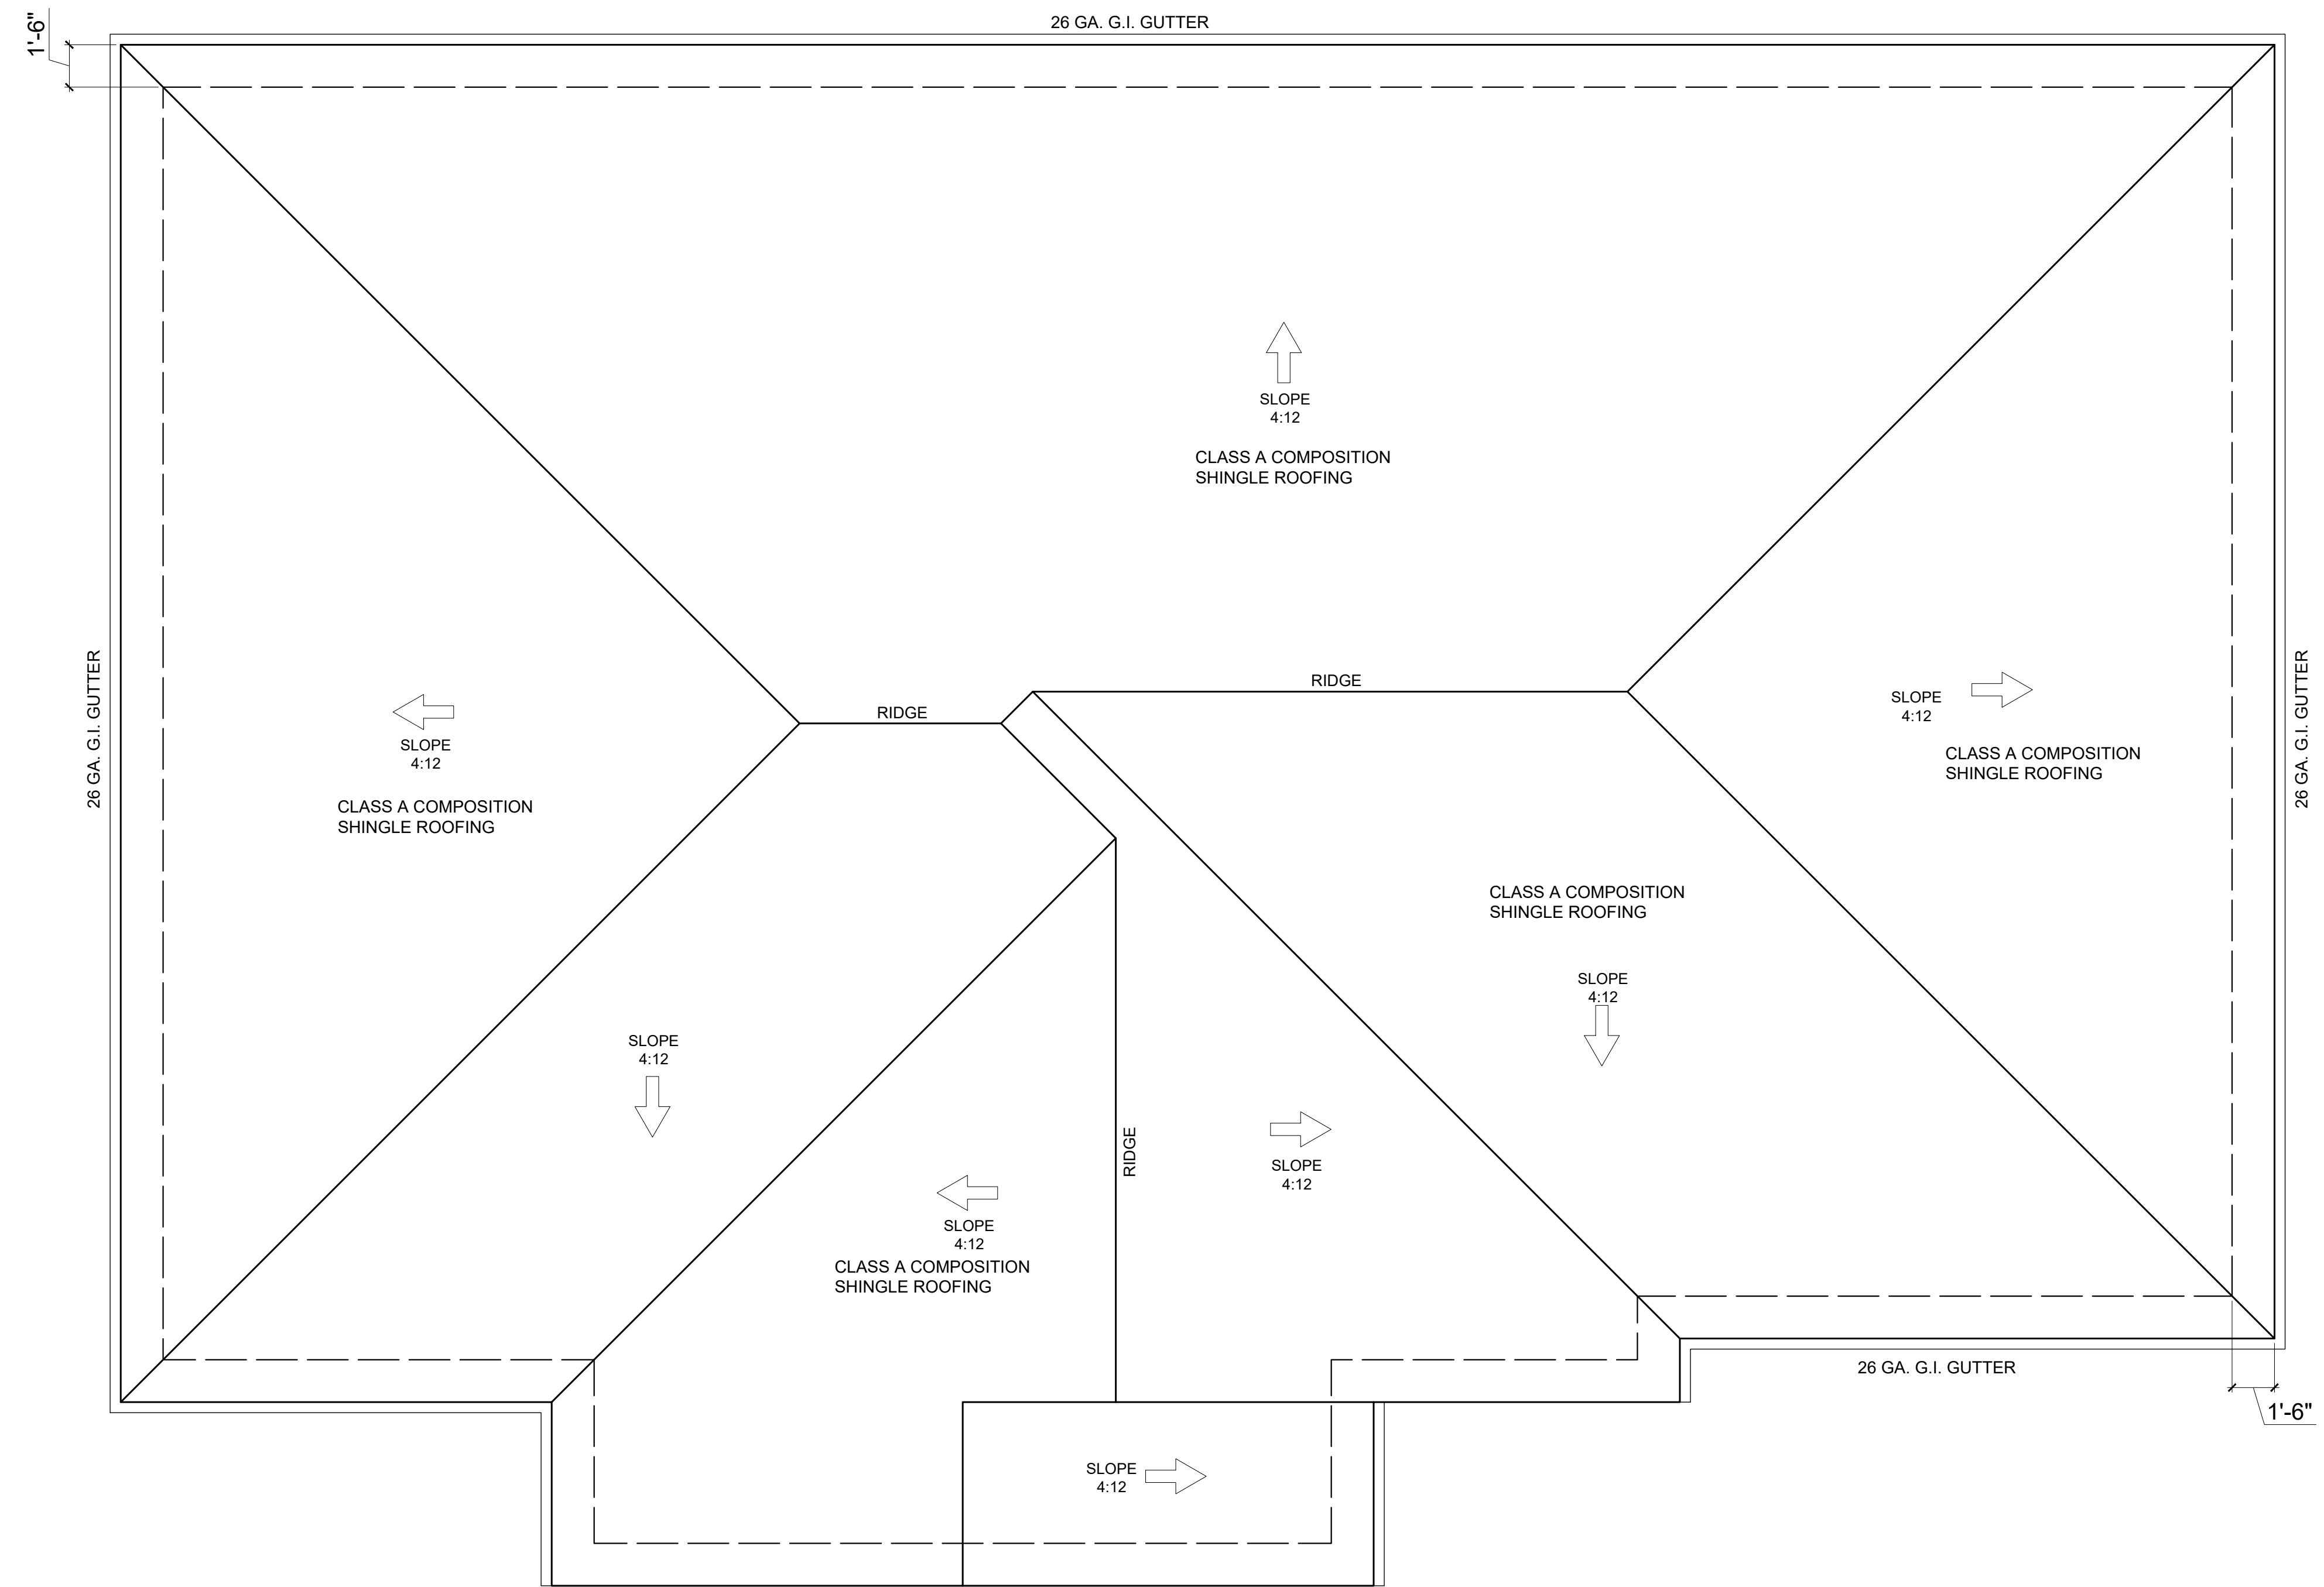 1'-6"
26 GA. G.I. GUTTER
SLOPE
4:12
CLASS A COMPOSITION
SHINGLE ROOFING
26 GA. G.I. GUTTER
SLOPE
4:12
CLASS A COMPOSITION
SHINGLE ROOFING
RIDGE
RIDGE
SLOPE
4:12
CLASS A COMPOSITION
SHINGLE ROOFING
26 GA. G.I. GUTTER
CLASS A COMPOSITION
SHINGLE ROOFING
SLOPE
4:12
SLOPE
4:12
RIDGE
SLOPE
4:12
SLOPE
4:12
CLASS A COMPOSITION
SHINGLE ROOFING
26 GA. G.I. GUTTER
1'-6"
SLOPE
4:12